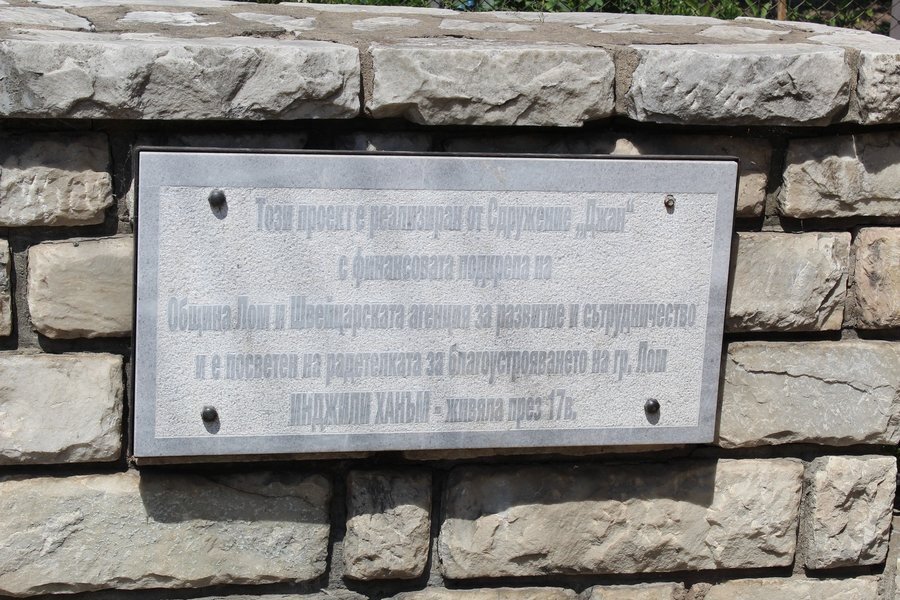 Този проект е реализиран от Сдружение „Джан“
с финансовата подкрепа на
Община Лом и Швейцарската агенция за развитие и сътрудничество
и е посветен на радетелката за благоустрояването на гр. Лом
ИНДЖИЛИ ХАНЪМ - живяла през 17в.